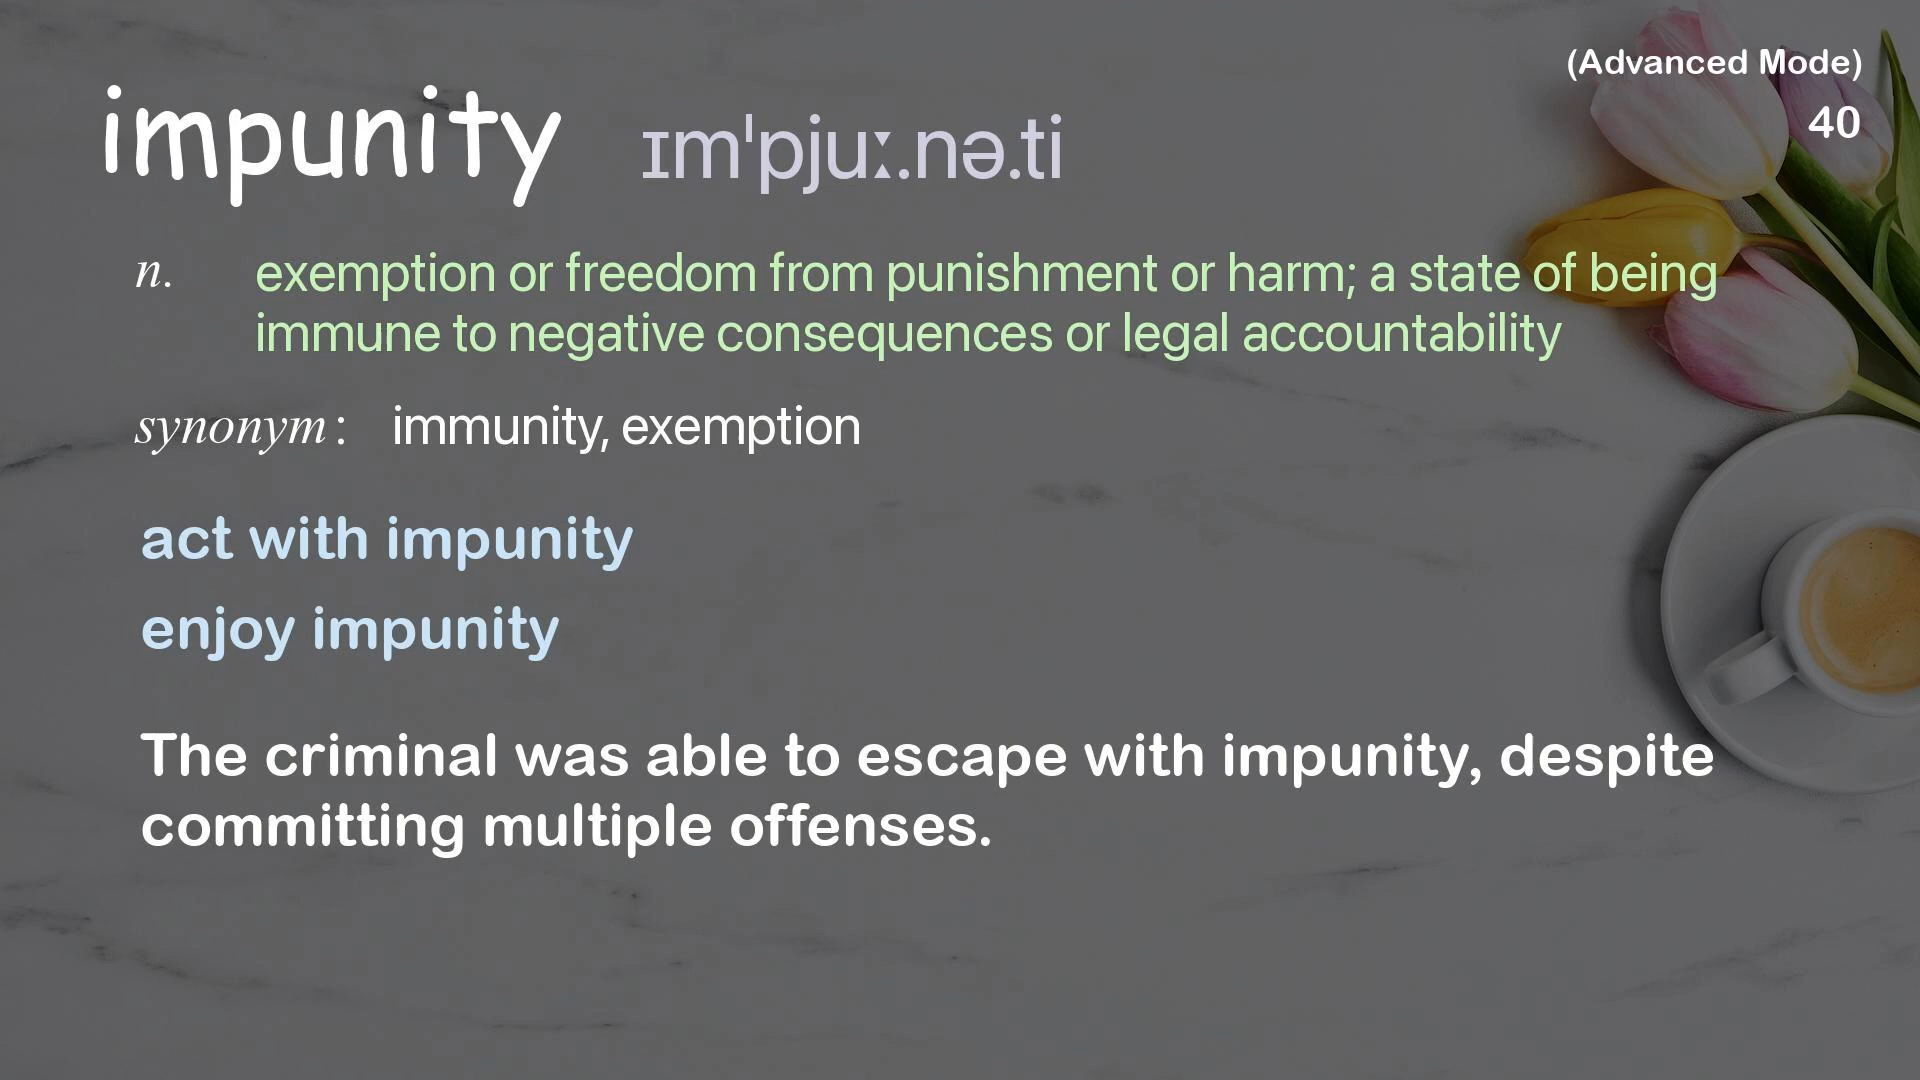 (Advanced Mode)
40
impunity ɪmˈpjuː.nə.ti
n. exemption or freedom from punishment or harm; a state of being
immune to negative consequences or legal accountability
synonym: immunity, exemption
act with impunity
enjoy impunity
The criminal was able to escape with impunity, despite
committing multiple offenses.